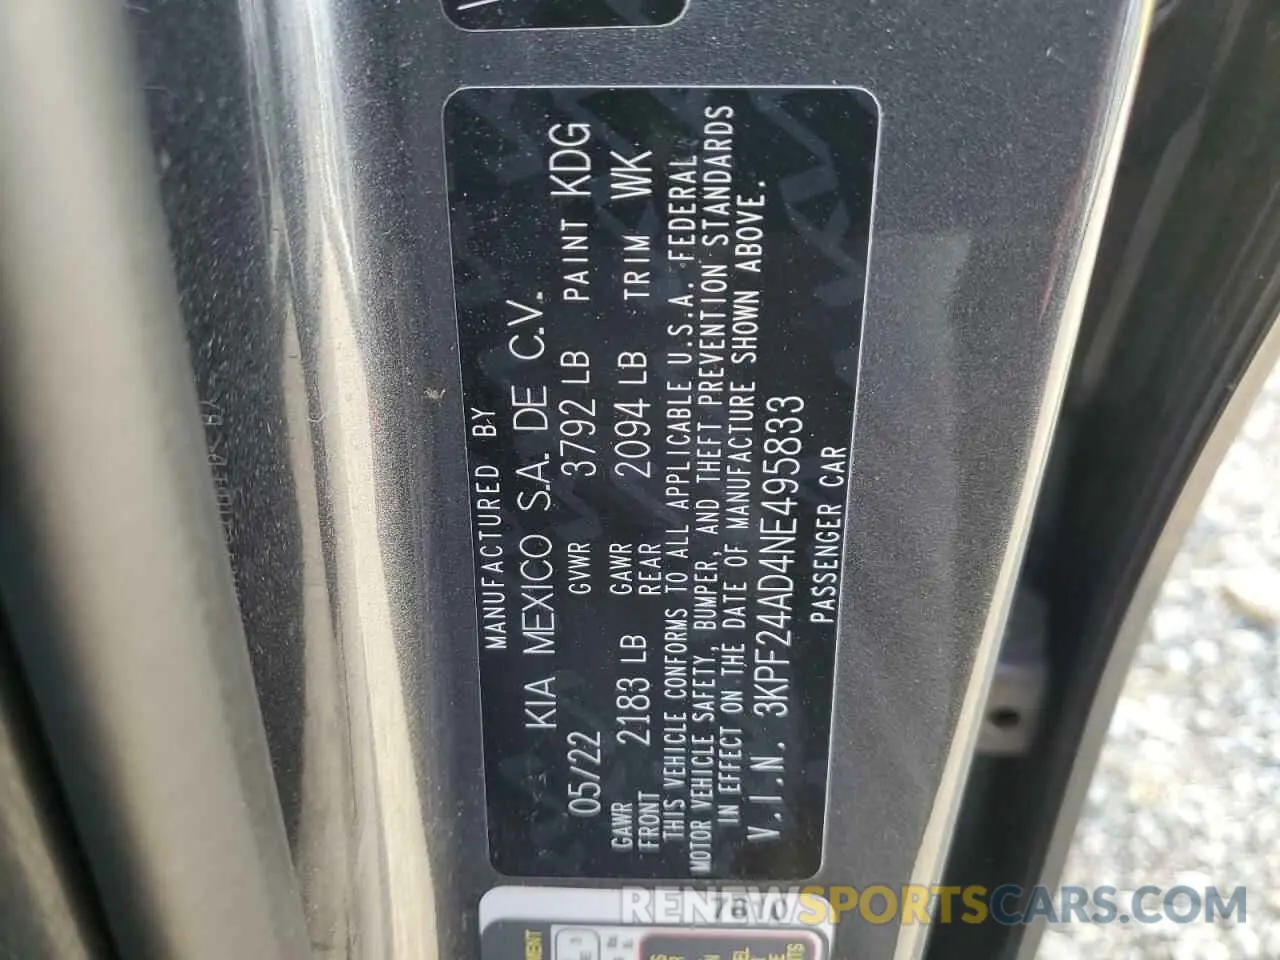 MANUFACTURED BY
KIA MEXICO S.A. DE C.V.
05/22 GVWR 3792 LB PAINT KDG
GAWR FRONT 2183 LB GAWR REAR 2094 LB TRIM WK
THIS VEHICLE CONFORMS TO ALL APPLICABLE U.S.A. FEDERAL
MOTOR VEHICLE SAFETY, BUMPER, AND THEFT PREVENTION STANDARDS
IN EFFECT ON THE DATE OF MANUFACTURE SHOWN ABOVE.
V.I.N. 3KPF24AD4NE495833
PASSENGER CAR
RENEWSPORTSCARS.COM